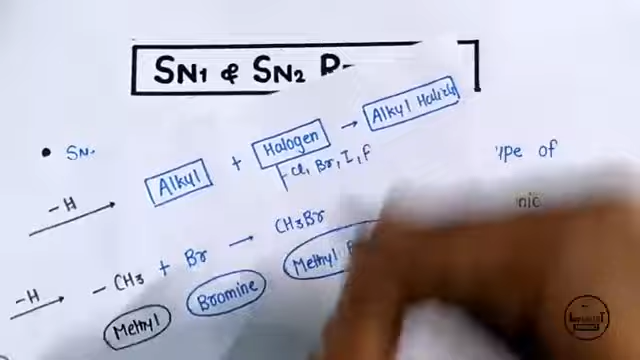 SN1 & SN2 R
• SN
Alkyl + Halogen → Alkyl Halide
Cl, Br, I, F
ype of
-H
nic
-CH3 + Br → CH3Br
-H
Methyl Bromine Methyl